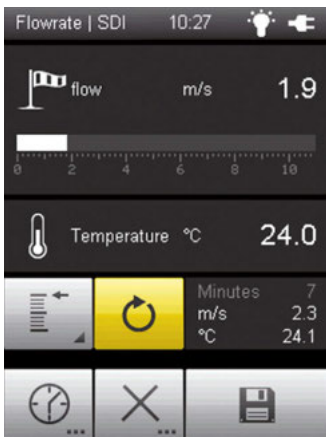 Flowrate | SDI 10:27
flow m/s 1.9
0 2 4 6 8 10
Temperature °C 24.0
Minutes 7
m/s 2.3
°C 24.1